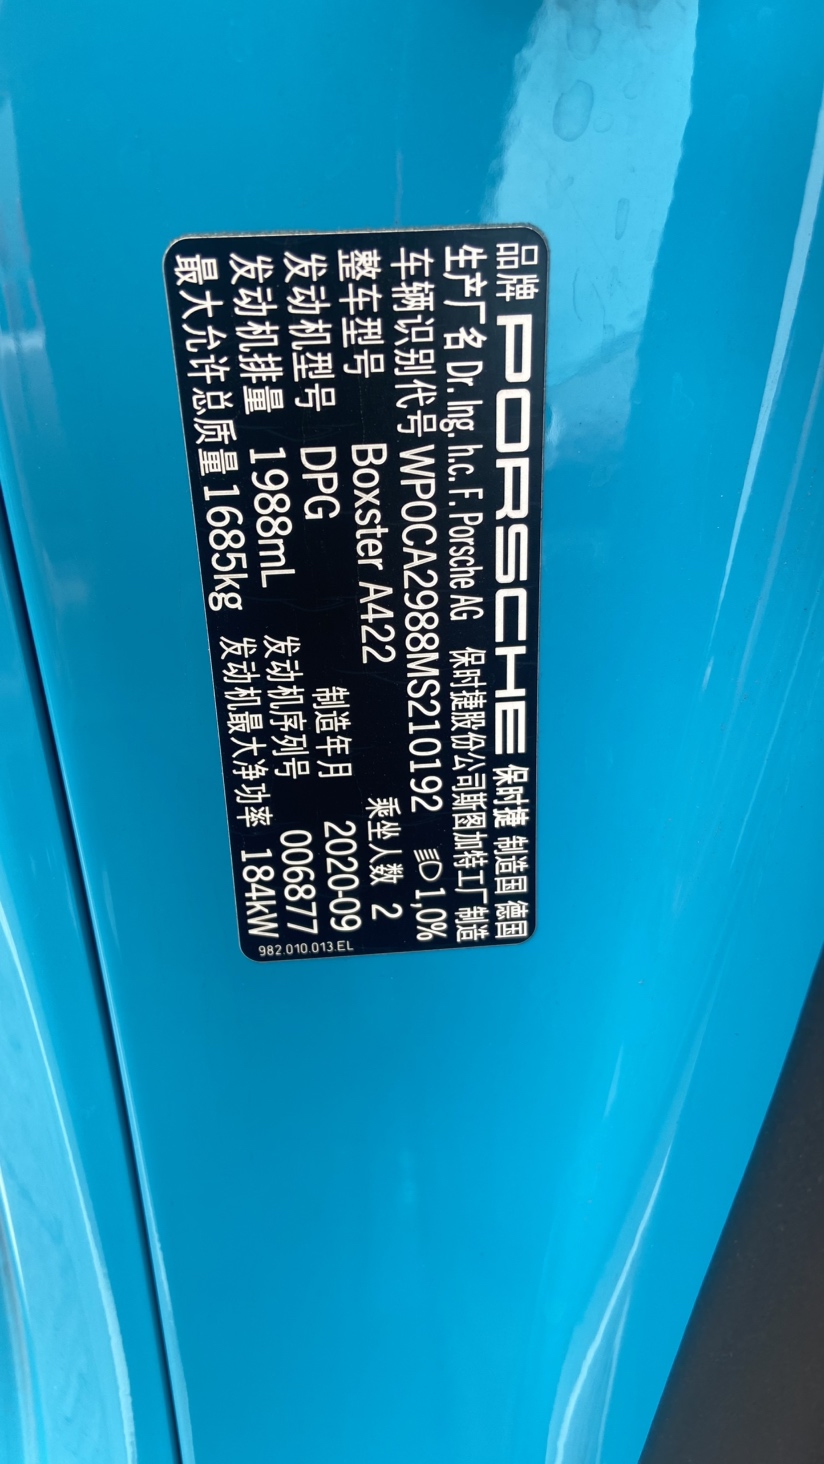 品牌 PORSCHE 保时捷 制造国 德国
生产厂名 Dr. Ing. h.c. F. Porsche AG 保时捷股份公司斯图加特工厂 制造
车辆识别代号 WP0CA2988MS210192 1,0%
整车型号 Boxster A422 乘坐人数 2
发动机型号 DPG 制造年月 2020-09
发动机排量 1988mL 发动机序列号 006877
最大允许总质量 1685kg 发动机最大净功率 184kW
982.010.013.EL